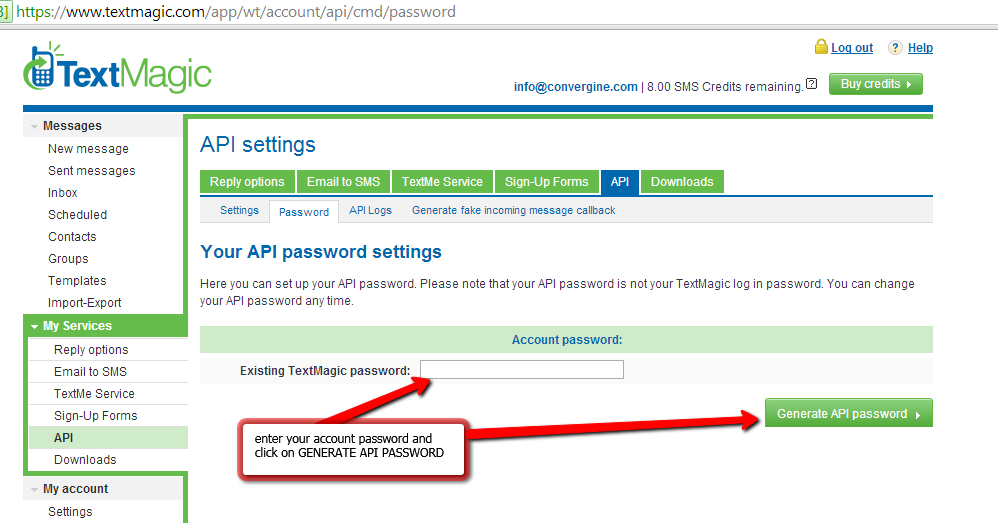 https://www.textmagic.com/app/wt/account/api/cmd/password
Log out
? Help
TextMagic
info@convergine.com | 8.00 SMS Credits remaining. ?
Buy credits
Messages
New message
Sent messages
Inbox
Scheduled
Contacts
Groups
Templates
Import-Export
My Services
Reply options
Email to SMS
TextMe Service
Sign-Up Forms
API
Downloads
My account
Settings
API settings
Reply options Email to SMS TextMe Service Sign-Up Forms API Downloads
Settings Password API Logs Generate fake incoming message callback
Your API password settings
Here you can set up your API password. Please note that your API password is not your TextMagic log in password. You can change
your API password any time.
Account password:
Existing TextMagic password:
Generate API password
enter your account password and
click on GENERATE API PASSWORD